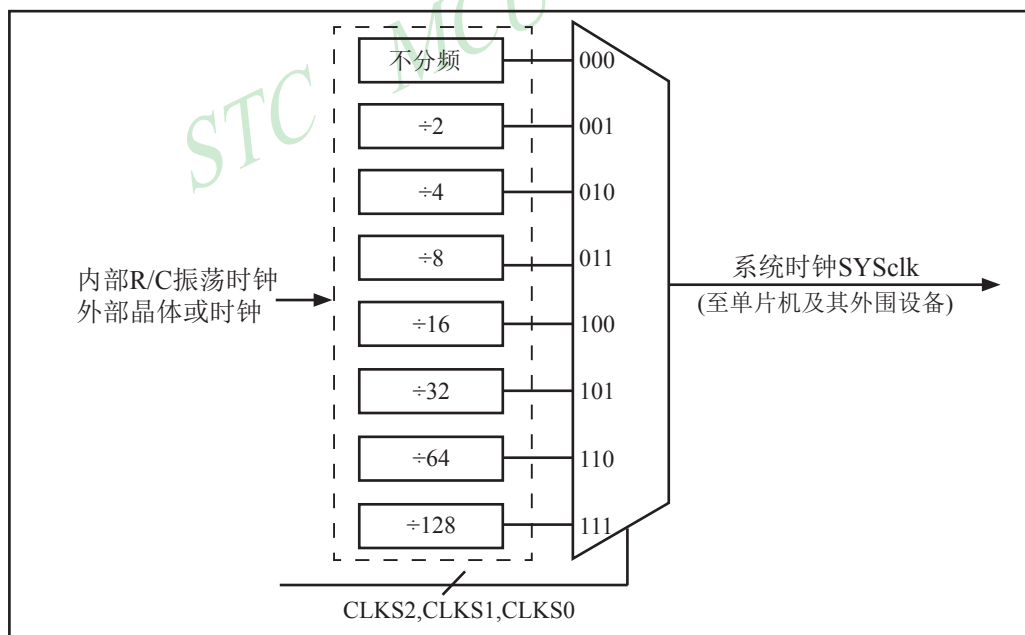 STC MCU
不分频
000
÷2
001
÷4
010
÷8
011
÷16
100
÷32
101
÷64
110
÷128
111
内部R/C振荡时钟
外部晶体或时钟
系统时钟SYSclk
(至单片机及其外围设备)
CLKS2,CLKS1,CLKS0